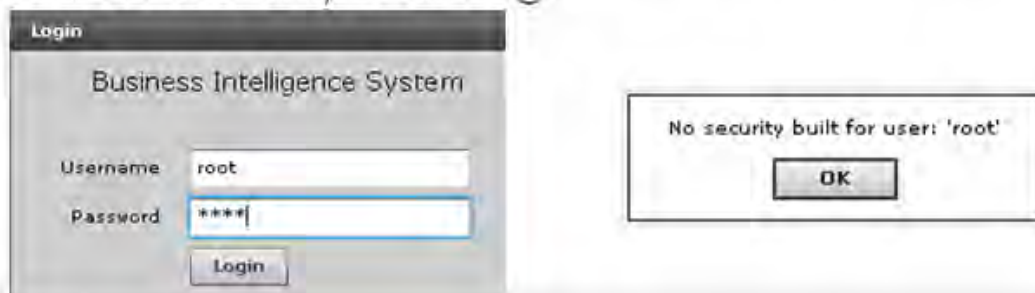 Login
Business Intelligence System
Username root
Password ****
Login
No security built for user: 'root'
OK